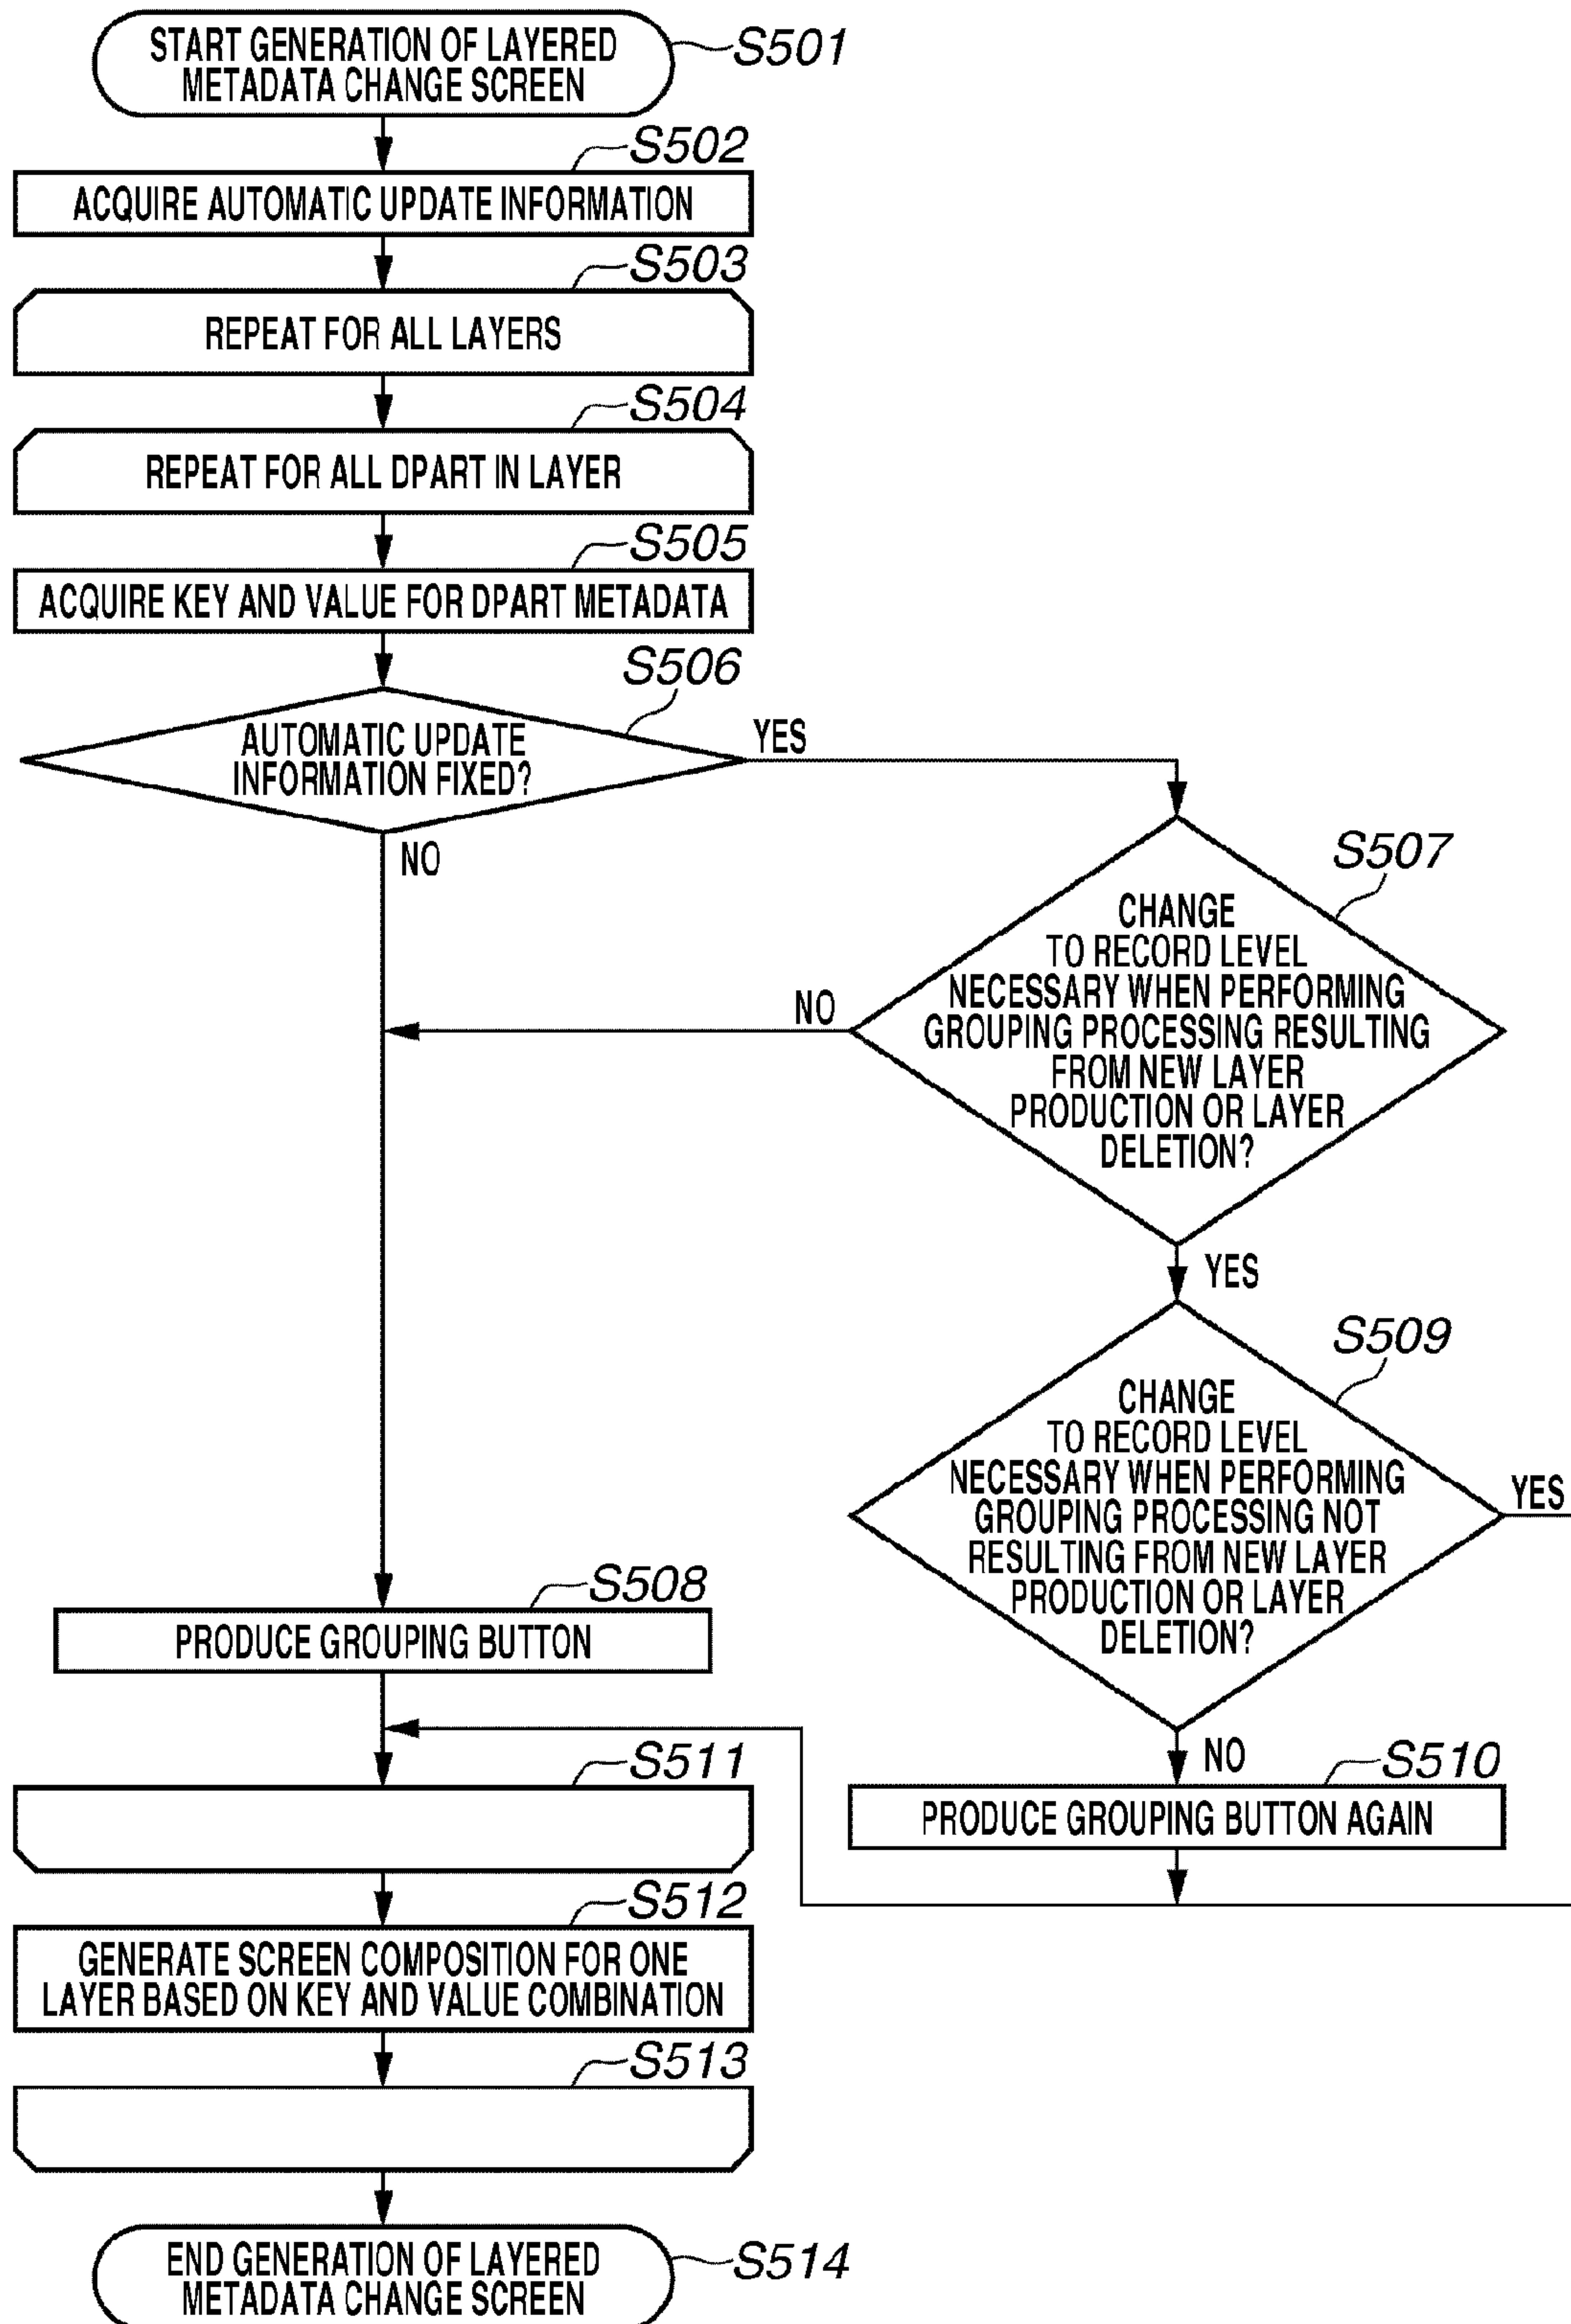 START GENERATION OF LAYERED
METADATA CHANGE SCREEN
S501
S502
ACQUIRE AUTOMATIC UPDATE INFORMATION
S503
REPEAT FOR ALL LAYERS
S504
REPEAT FOR ALL DPART IN LAYER
S505
ACQUIRE KEY AND VALUE FOR DPART METADATA
S506
AUTOMATIC UPDATE
INFORMATION FIXED?
YES
NO
S507
CHANGE
TO RECORD LEVEL
NECESSARY WHEN PERFORMING
GROUPING PROCESSING RESULTING
FROM NEW LAYER
PRODUCTION OR LAYER
DELETION?
NO
YES
S509
CHANGE
TO RECORD LEVEL
NECESSARY WHEN PERFORMING
GROUPING PROCESSING NOT
RESULTING FROM NEW LAYER
PRODUCTION OR LAYER
DELETION?
YES
NO
S508
PRODUCE GROUPING BUTTON
S510
PRODUCE GROUPING BUTTON AGAIN
S511
S512
GENERATE SCREEN COMPOSITION FOR ONE
LAYER BASED ON KEY AND VALUE COMBINATION
S513
END GENERATION OF LAYERED
METADATA CHANGE SCREEN
S514